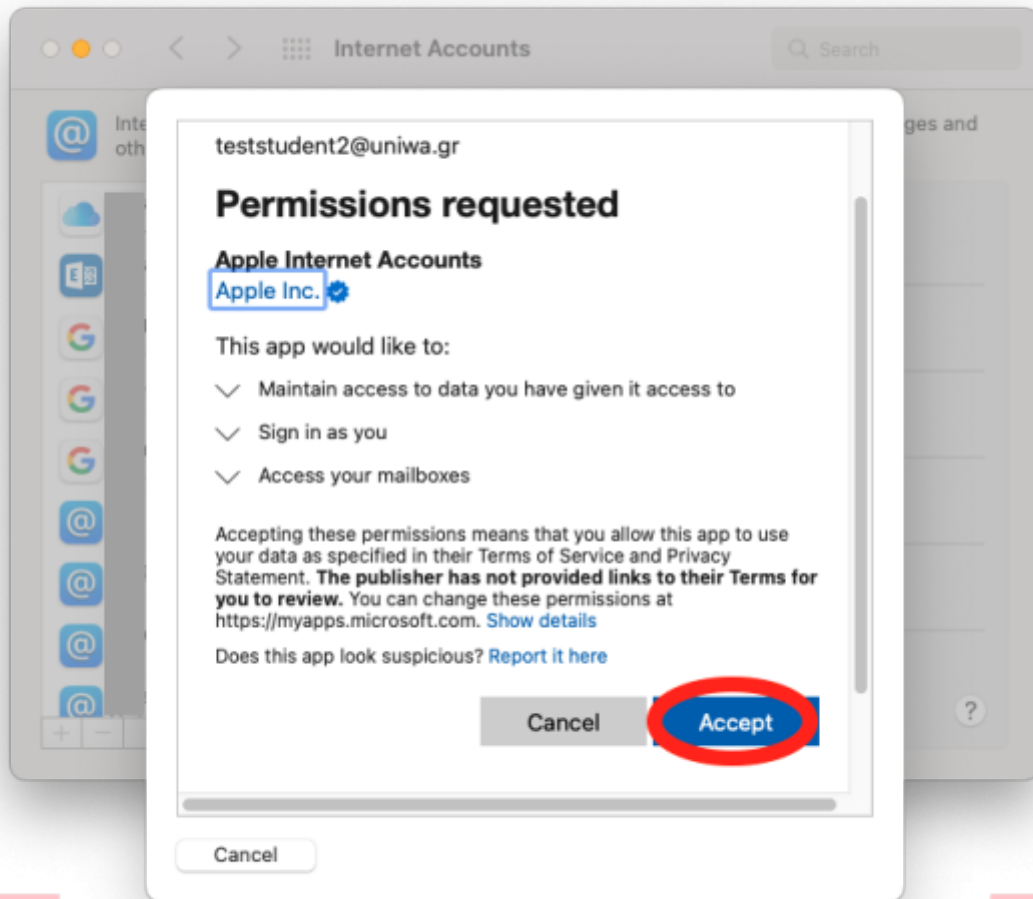 Internet Accounts
Search
Inte
ges and
oth
teststudent2@uniwa.gr
Permissions requested
Apple Internet Accounts
Apple Inc.
This app would like to:
Maintain access to data you have given it access to
Sign in as you
Access your mailboxes
Accepting these permissions means that you allow this app to use
your data as specified in their Terms of Service and Privacy
Statement. The publisher has not provided links to their Terms for
you to review. You can change these permissions at
https://myapps.microsoft.com. Show details
Does this app look suspicious? Report it here
Cancel
Accept
?
Cancel